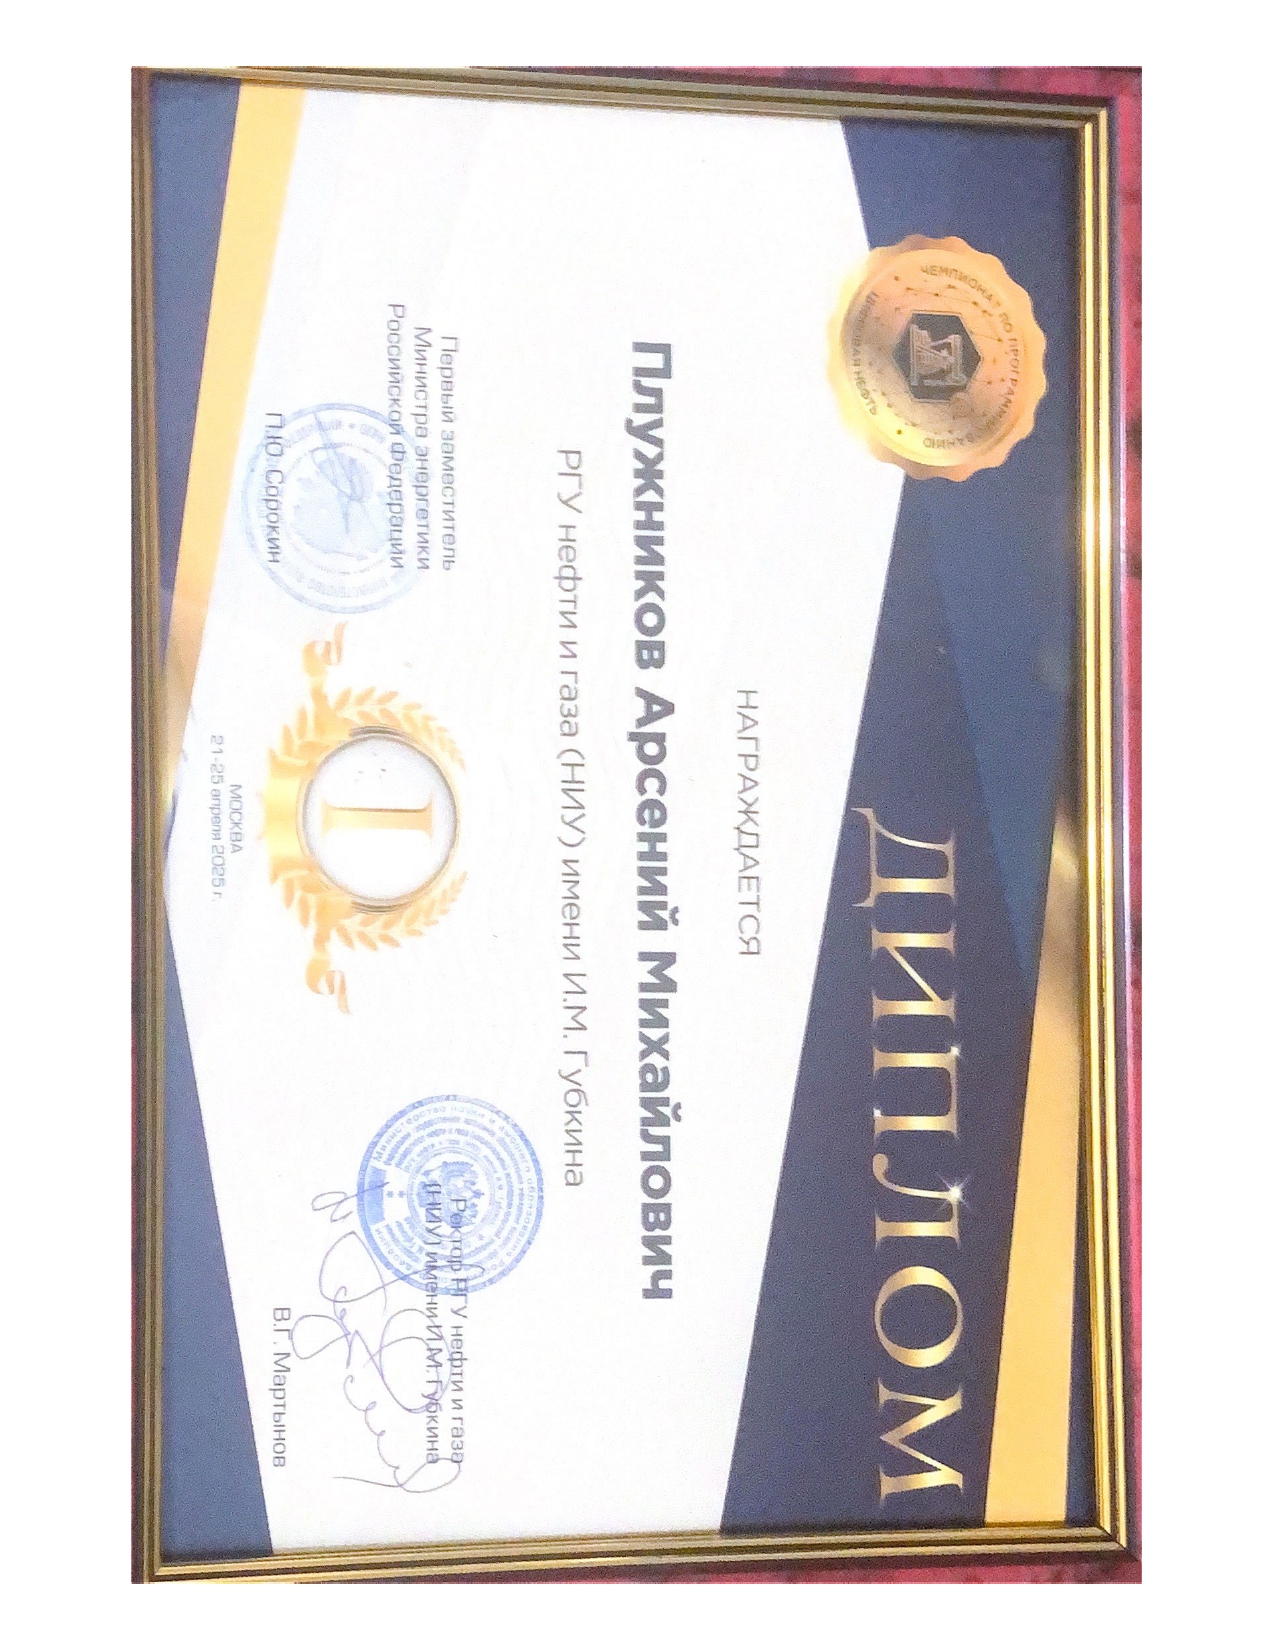 ДИПЛОМ
ЧЕМПИОНАТ ПО ПРОГРАММИРОВАНИЮ
ЦИФРОВАЯ НЕФТЬ
НАГРАЖДАЕТСЯ
Плужников Арсений Михайлович
РГУ нефти и газа (НИУ) имени И.М. Губкина
Первый заместитель
Министра энергетики
Российской Федерации
П.Ю. Сорокин
I
Ректор РГУ нефти и газа
(НИУ) имени И.М. Губкина
В.Г. Мартынов
МОСКВА
21-25 апреля 2025 г.